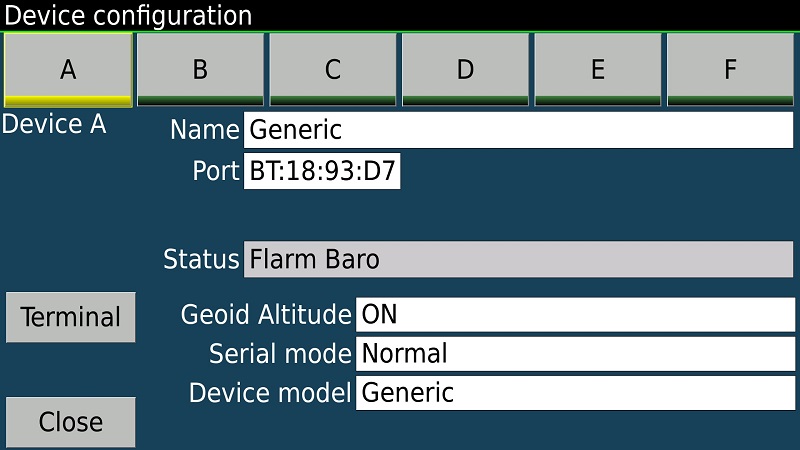 Device configuration
A B C D E F
Device A
Name Generic
Port BT:18:93:D7
Status Flarm Baro
Terminal
Geoid Altitude ON
Serial mode Normal
Device model Generic
Close